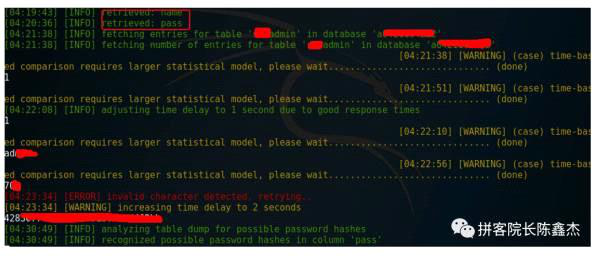 [04:19:43] [INFO] retrieved: name
[04:20:36] [INFO] retrieved: pass
[04:21:38] [INFO] fetching entries for table ' admin' in database 'a
[04:21:38] [INFO] fetching number of entries for table ' admin' in database '
[04:21:38] [WARNING] (case) time-bas
ed comparison requires larger statistical model, please wait.............................. (done)
1
[04:21:51] [WARNING] (case) time-bas
ed comparison requires larger statistical model, please wait.............................. (done)
[04:22:08] [INFO] adjusting time delay to 1 second due to good response times
1
[04:22:10] [WARNING] (case) time-bas
ed comparison requires larger statistical model, please wait.............................. (done)
ad
[04:22:56] [WARNING] (case) time-bas
ed comparison requires larger statistical model, please wait.............................. (done)
7
[04:23:34] [ERROR] invalid character detected. retrying..
[04:23:34] [WARNING] increasing time delay to 2 seconds
[04:30:49] [INFO] analyzing table dump for possible password hashes
[04:30:49] [INFO] recognized possible password hashes in column 'pass'
拼客院长陈鑫杰